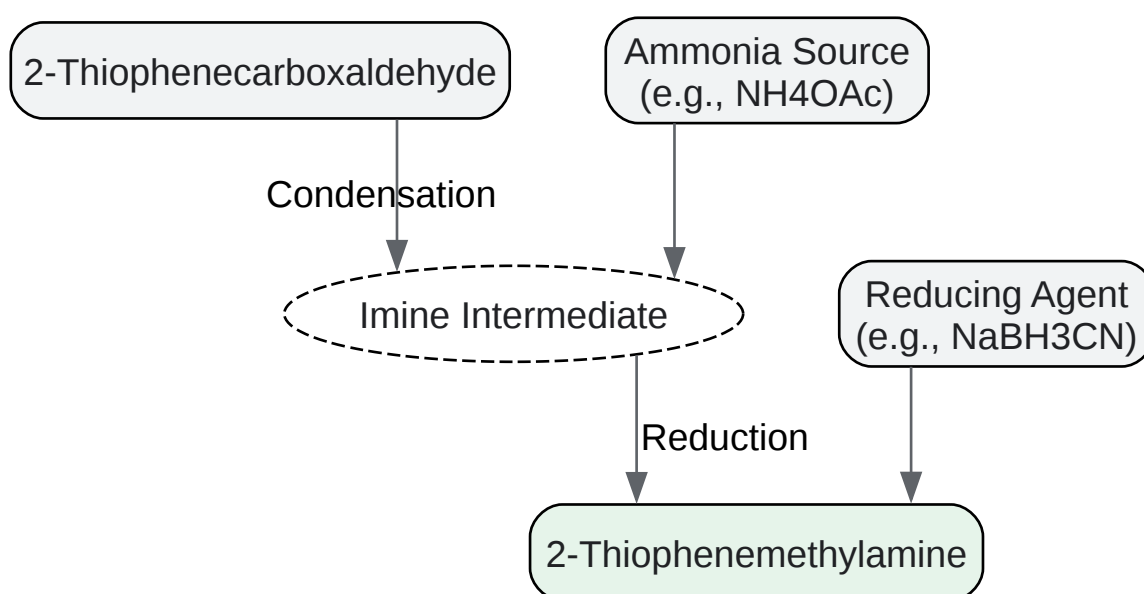 2-Thiophenecarboxaldehyde
Ammonia Source
(e.g., NH4OAc)
Condensation
Imine Intermediate
Reducing Agent
(e.g., NaBH3CN)
Reduction
2-Thiophenemethylamine